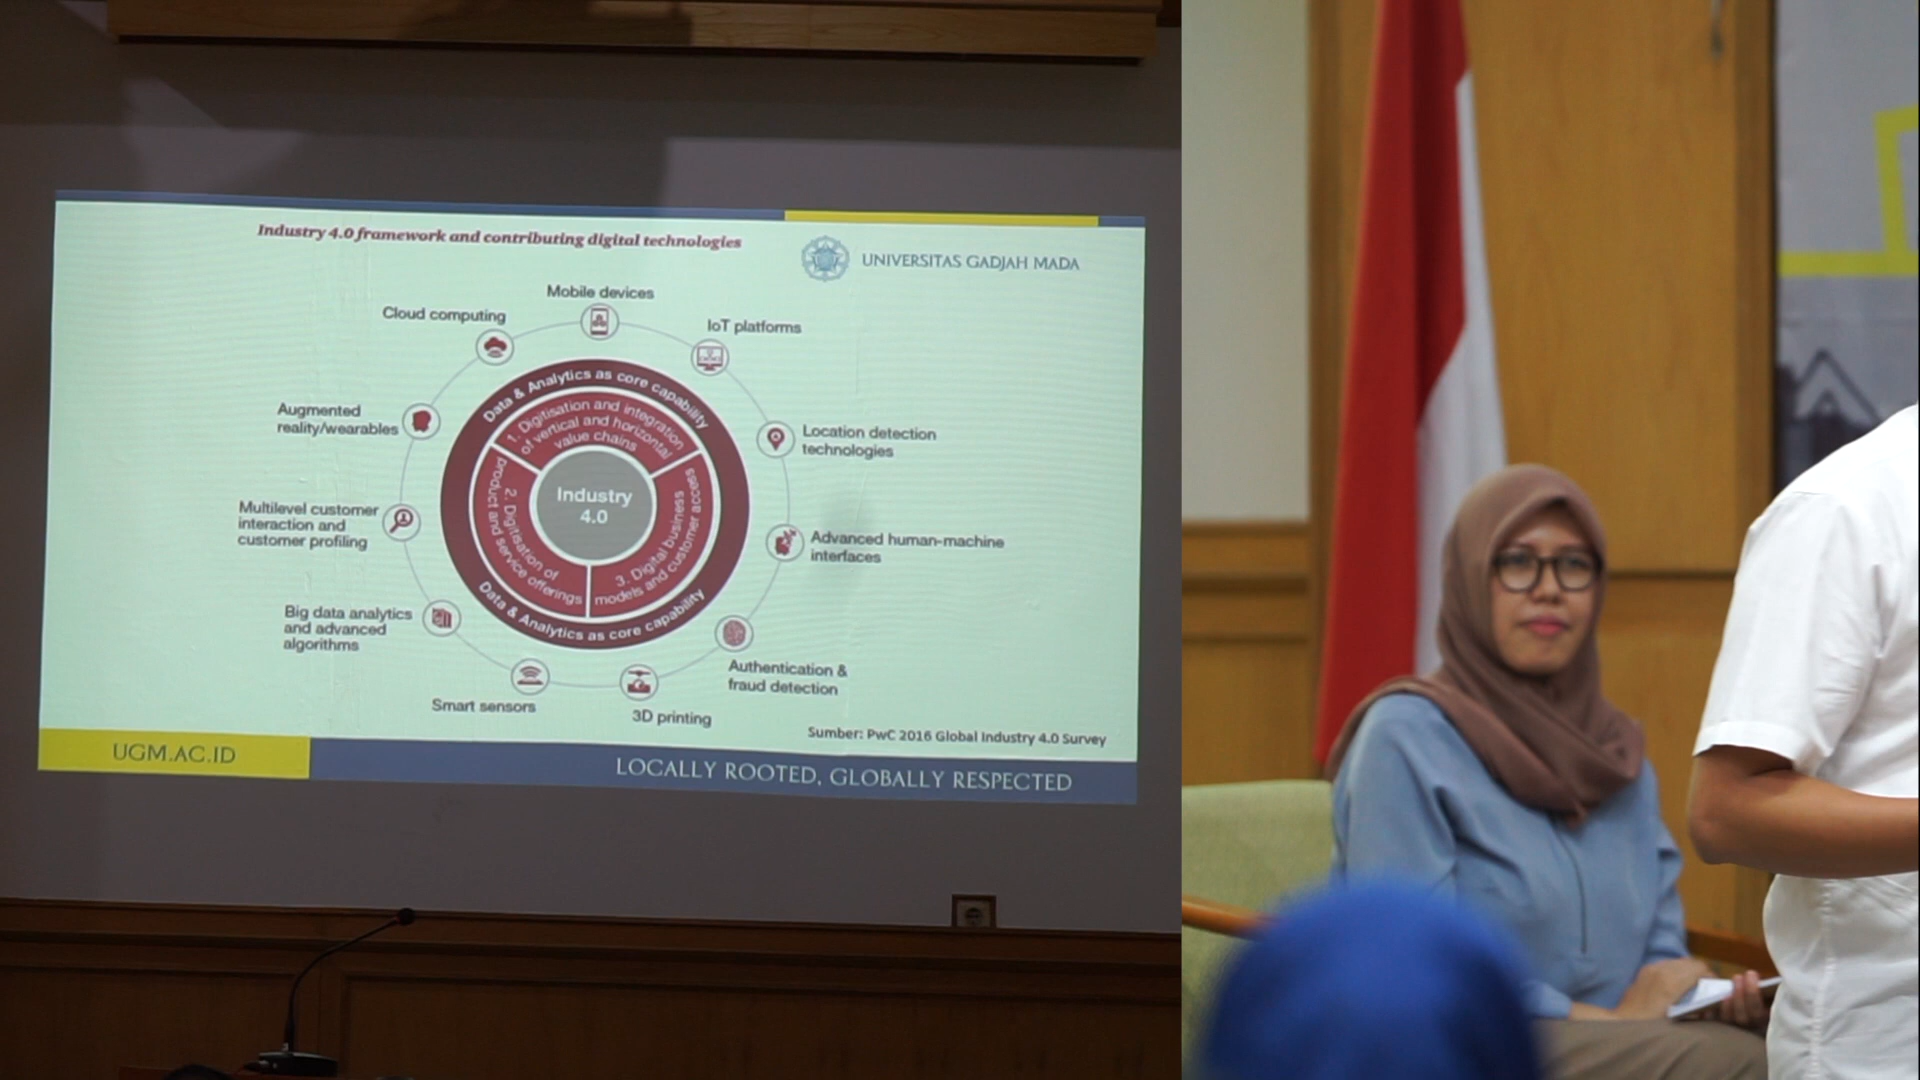 Industry 4.0 framework and contributing digital technologies
UNIVERSITAS GADJAH MADA
Mobile devices
Cloud computing
IoT platforms
Augmented
reality/wearables
Location detection
technologies
Multilevel customer
interaction and
customer profiling
Advanced human-machine
interfaces
Big data analytics
and advanced
algorithms
Authentication &
fraud detection
Smart sensors
3D printing
Data & Analytics as core capability
1. Digitisation and integration
of vertical and horizontal
value chains
2. Digitisation of
product and service offerings
3. Digital business
models and customer access
Industry
4.0
Data & Analytics as core capability
Sumber: PwC 2016 Global Industry 4.0 Survey
UGM.AC.ID
LOCALLY ROOTED, GLOBALLY RESPECTED